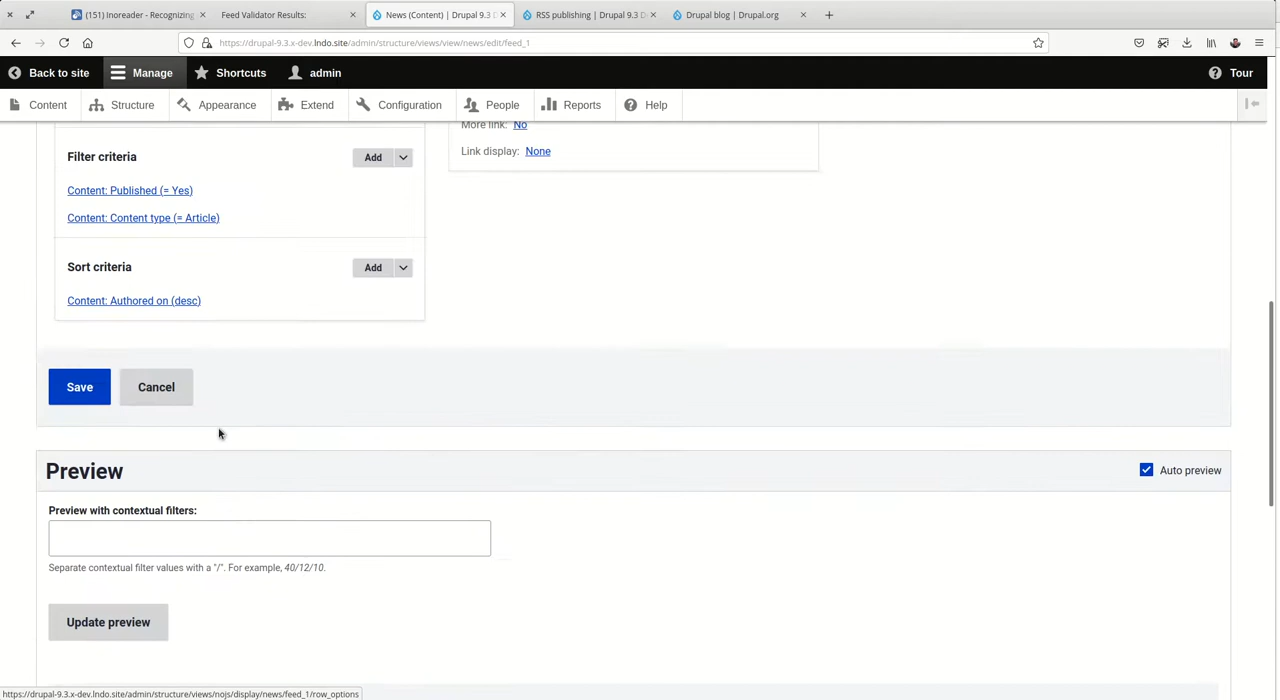 (151) Inoreader - Recognizing
Feed Validator Results:
News (Content) | Drupal 9.3 D
RSS publishing | Drupal 9.3 D
Drupal blog | Drupal.org
https://drupal-9.3.x-dev.lndo.site/admin/structure/views/view/news/edit/feed_1
Back to site
Manage
Shortcuts
admin
Tour
Content
Structure
Appearance
Extend
Configuration
People
Reports
Help
More link: No
Link display: None
Filter criteria
Add
Content: Published (= Yes)
Content: Content type (= Article)
Sort criteria
Add
Content: Authored on (desc)
Save
Cancel
Preview
Auto preview
Preview with contextual filters:
Separate contextual filter values with a "/". For example, 40/12/10.
Update preview
https://drupal-9.3.x-dev.lndo.site/admin/structure/views/nojs/display/news/feed_1/row_options